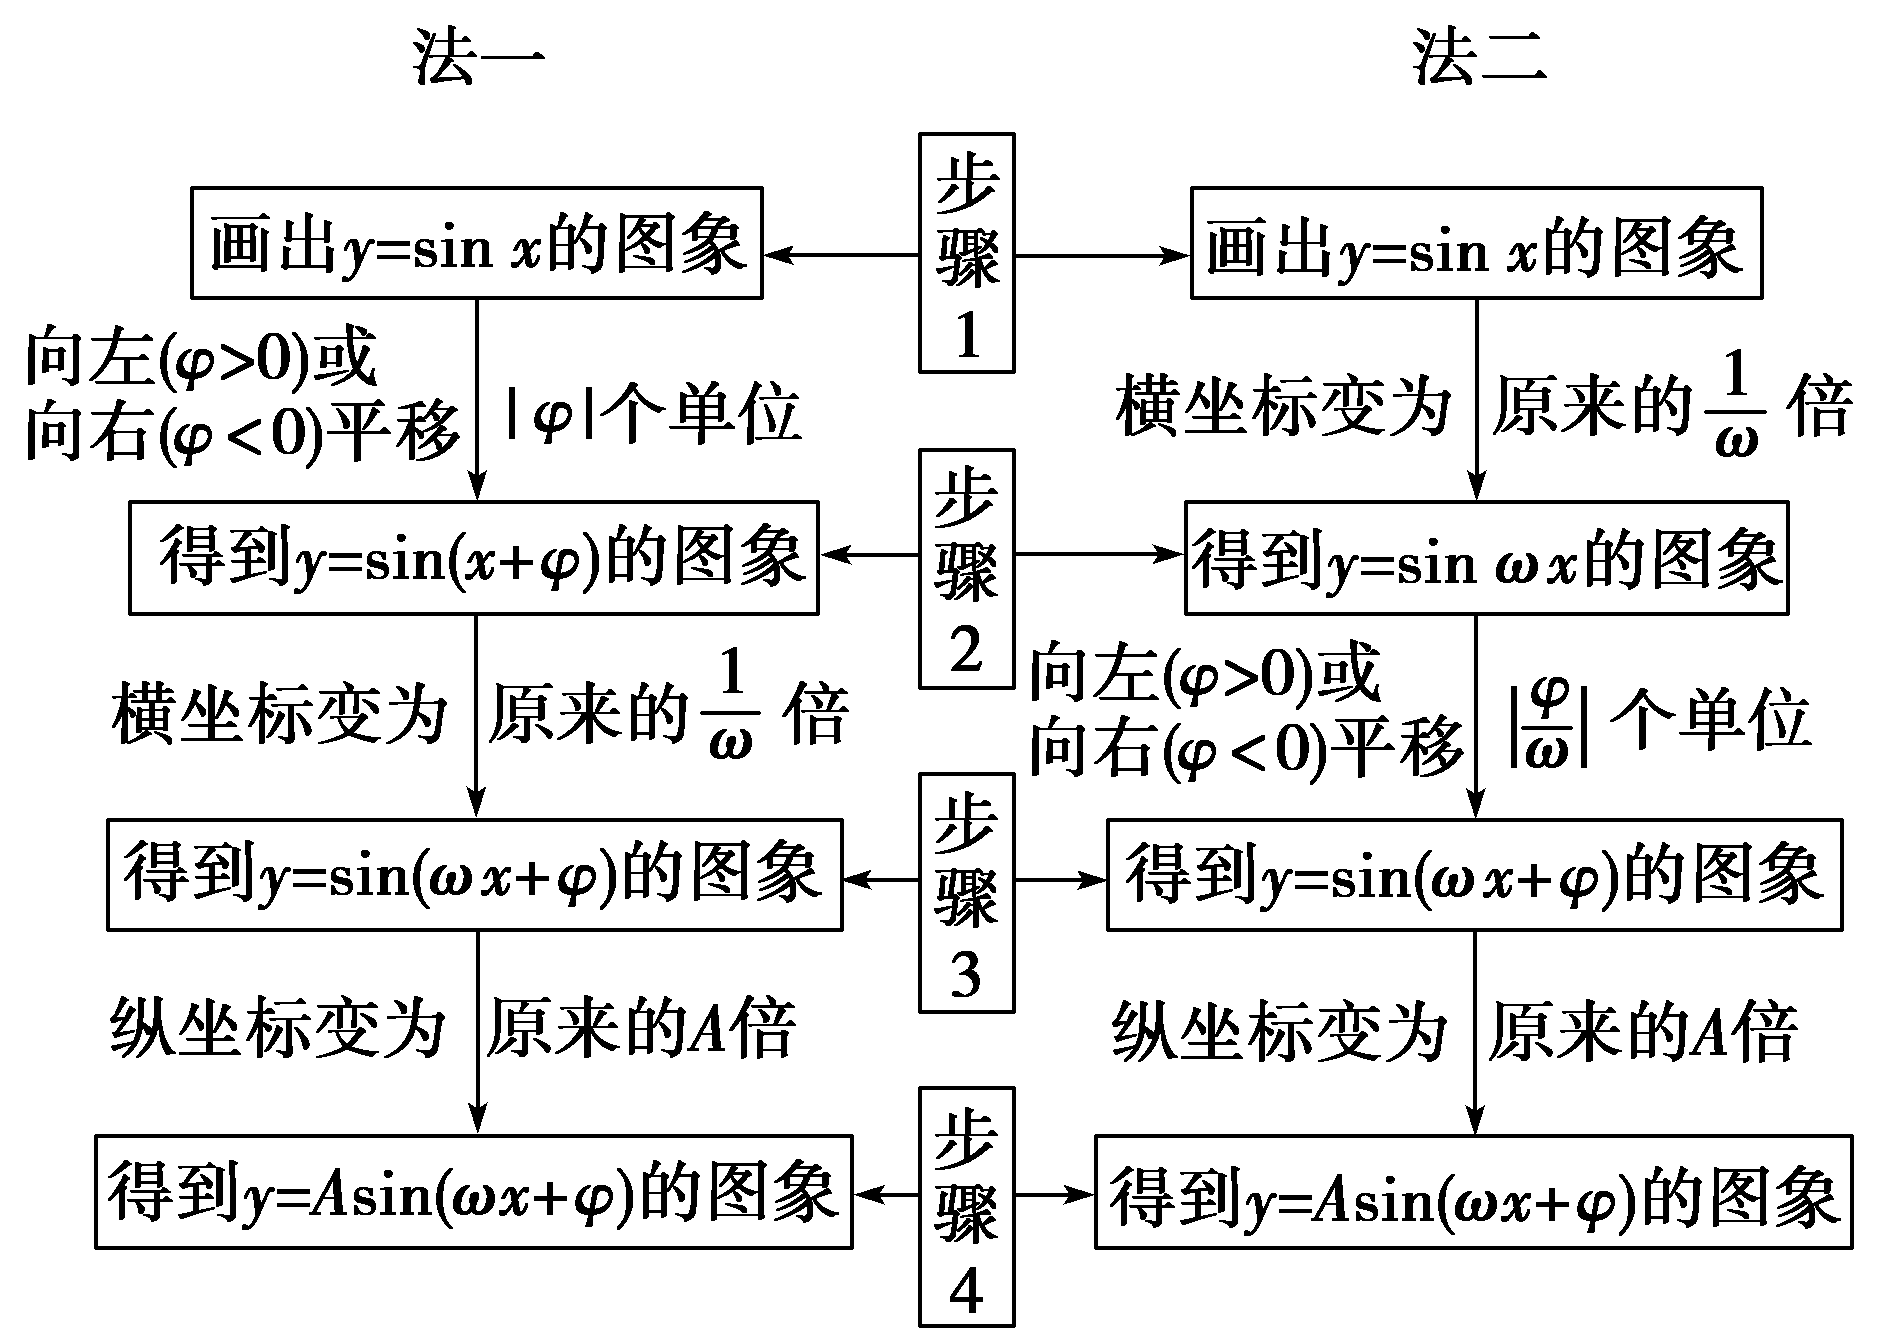 法一
法二
步骤1
画出y=sin x的图象
画出y=sin x的图象
向左(φ>0)或
向右(φ<0)平移
|φ|个单位
横坐标变为
原来的1/ω倍
步骤2
得到y=sin(x+φ)的图象
得到y=sin ωx的图象
横坐标变为
原来的1/ω倍
向左(φ>0)或
向右(φ<0)平移
|φ/ω|个单位
步骤3
得到y=sin(ωx+φ)的图象
得到y=sin(ωx+φ)的图象
纵坐标变为
原来的A倍
纵坐标变为
原来的A倍
步骤4
得到y=Asin(ωx+φ)的图象
得到y=Asin(ωx+φ)的图象